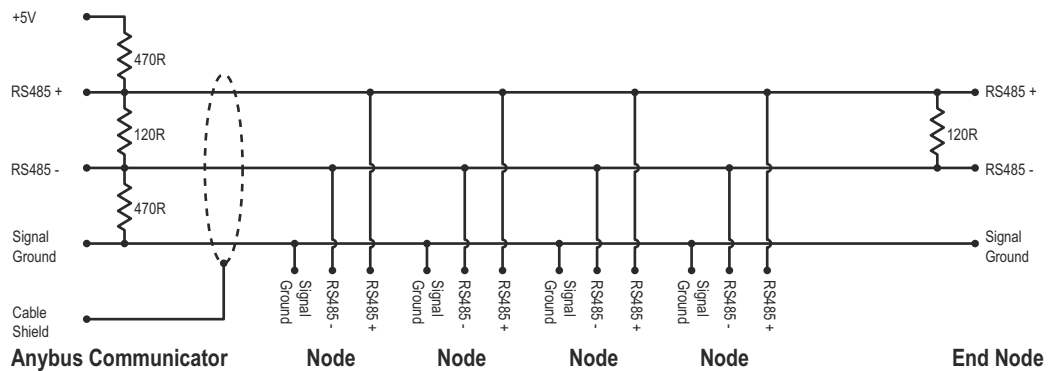 +5V
470R
RS485 +
RS485 +
120R
120R
RS485 -
RS485 -
470R
Signal
Ground
Signal
Ground
Signal
Ground
RS485 -
RS485 +
Signal
Ground
RS485 -
RS485 +
Signal
Ground
RS485 -
RS485 +
Signal
Ground
RS485 -
RS485 +
Cable
Shield
Anybus Communicator
Node
Node
Node
Node
End Node